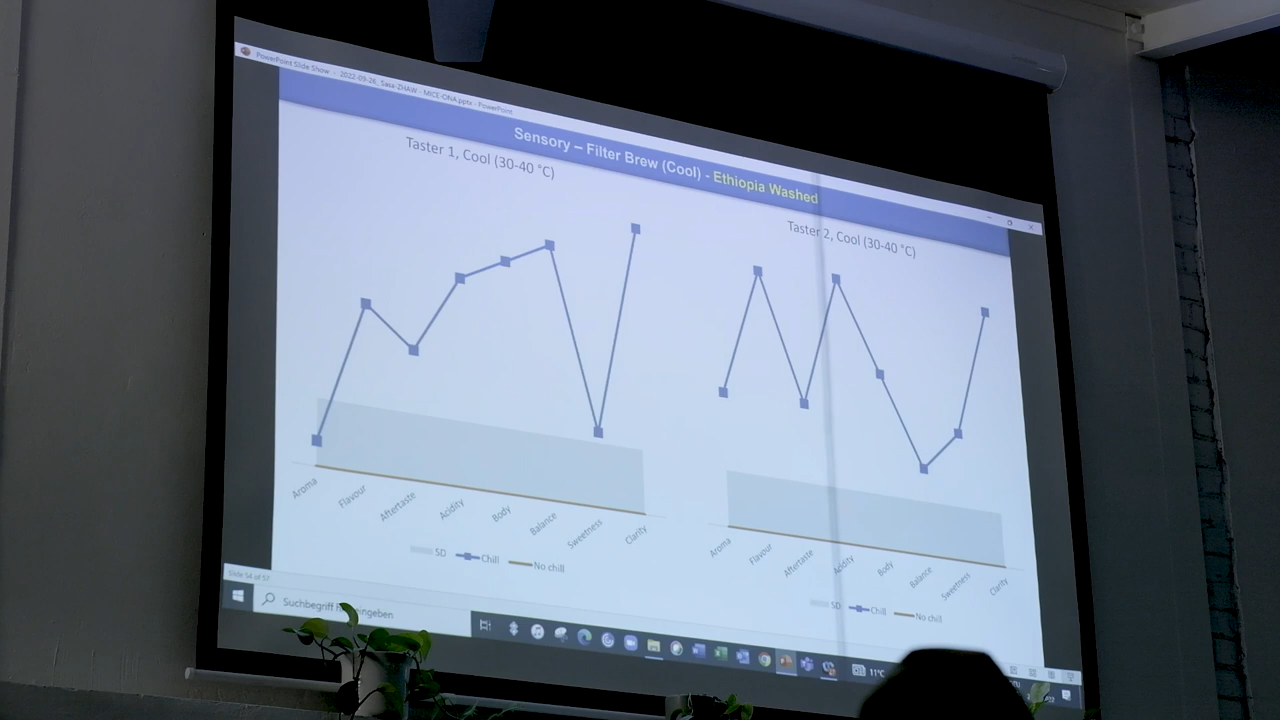 PowerPoint Slide Show - 2022-09-26_Sasa-ZHAW - MICE-ONA.pptx - PowerPoint
Sensory – Filter Brew (Cool) - Ethiopia Washed
Taster 1, Cool (30-40 °C)
Aroma
Flavour
Aftertaste
Acidity
Body
Balance
Sweetness
Clarity
SD Chill No chill
Taster 2, Cool (30-40 °C)
Aroma
Flavour
Aftertaste
Acidity
Body
Balance
Sweetness
Clarity
SD Chill No chill
Slide 54 of 57
Suchbegriff eingeben
11°C